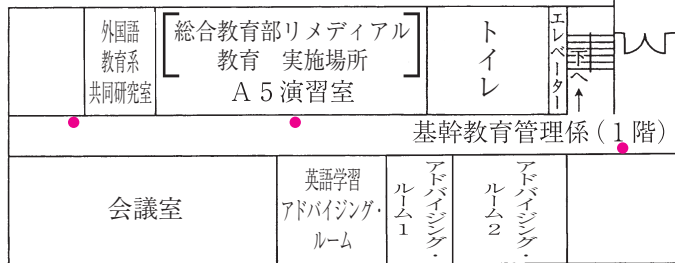 外国語
教育系
共同研究室
総合教育部リメディアル
教育　実施場所
Ａ５演習室
トイレ
エレベーター
下へ→
基幹教育管理係(１階)
会議室
英語学習
アドバイジング・
ルーム
アドバイジング・
ルーム１
アドバイジング・
ルーム２